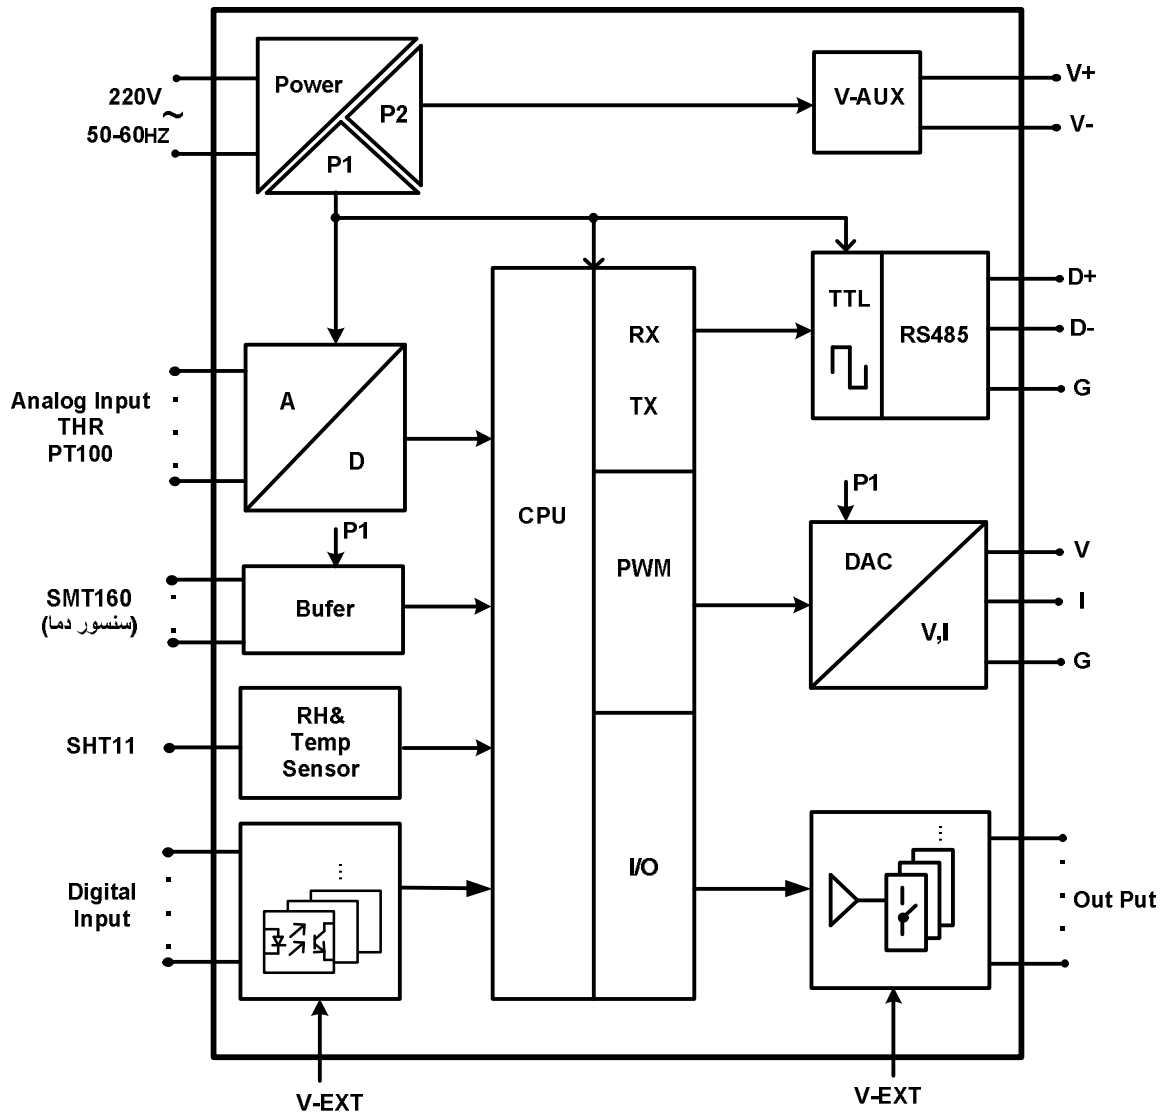 Power
P2
P1
220V
~
50-60HZ
V-AUX
V+
V-
TTL
RS485
D+
D-
G
RX
TX
Analog Input
THR
PT100
A
D
CPU
P1
P1
SMT160
(سنسور دما)
Bufer
PWM
DAC
V,I
V
I
G
SHT11
RH&
Temp
Sensor
Digital
Input
I/O
Out Put
V-EXT
V-EXT